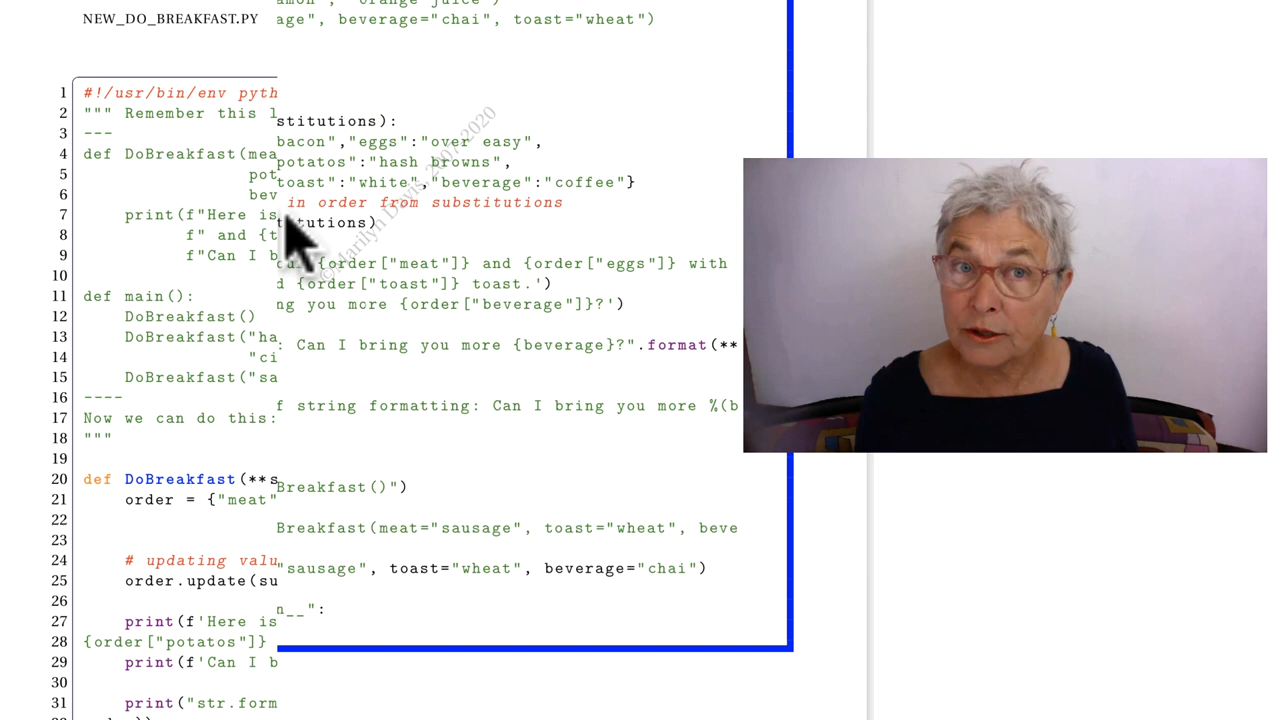 NEW_DO_BREAKFAST.PY
1 #!/usr/bin/env pyth
2 """ Remember this l
3 ---
4 def DoBreakfast(mea
5 pot
6 bev
7 print(f"Here is
8 f" and {t
9 f"Can I b
10
11 def main():
12 DoBreakfast()
13 DoBreakfast("ha
14 "ci
15 DoBreakfast("sa
16 ----
17 Now we can do this:
18 """
19
20 def DoBreakfast(**s
21 order = {"meat"
22
23
24 # updating valu
25 order.update(su
26
27 print(f'Here is
28 {order["potatos"]}
29 print(f'Can I b
30
31 print("str.form
age", beverage="chai", toast="wheat")
stitutions):
bacon","eggs":"over easy",
potatos":"hash browns",
toast":"white","beverage":"coffee"}
in order from substitutions
titutions)
{order["meat"]} and {order["eggs"]} with
d {order["toast"]} toast.')
ng you more {order["beverage"]}?')
: Can I bring you more {beverage}?".format(**
f string formatting: Can I bring you more %(b
Breakfast()")
Breakfast(meat="sausage", toast="wheat", beve
"sausage", toast="wheat", beverage="chai")
n__":
©Marilyn Davis, 2007-2020